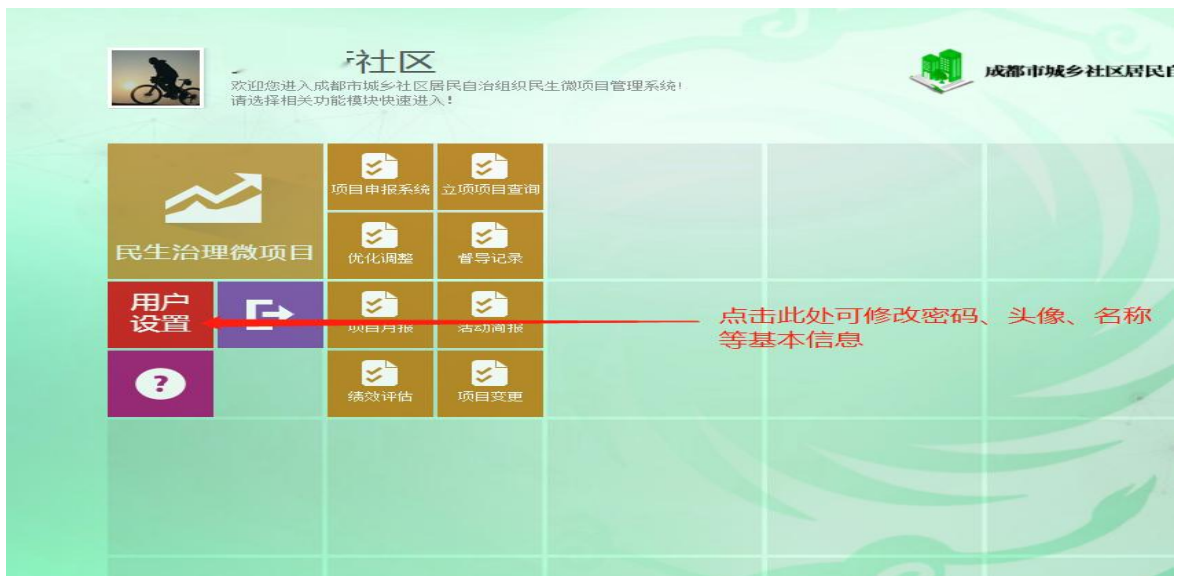 社区
欢迎您进入成都市城乡社区居民自治组织民生微项目管理系统!
请选择相关功能模块快速进入!
成都市城乡社区居民自
民生治理微项目
项目申报系统
立项项目查询
优化调整
督导记录
用户
设置
项目月报
活动简报
点击此处可修改密码、头像、名称
等基本信息
?
绩效评估
项目变更